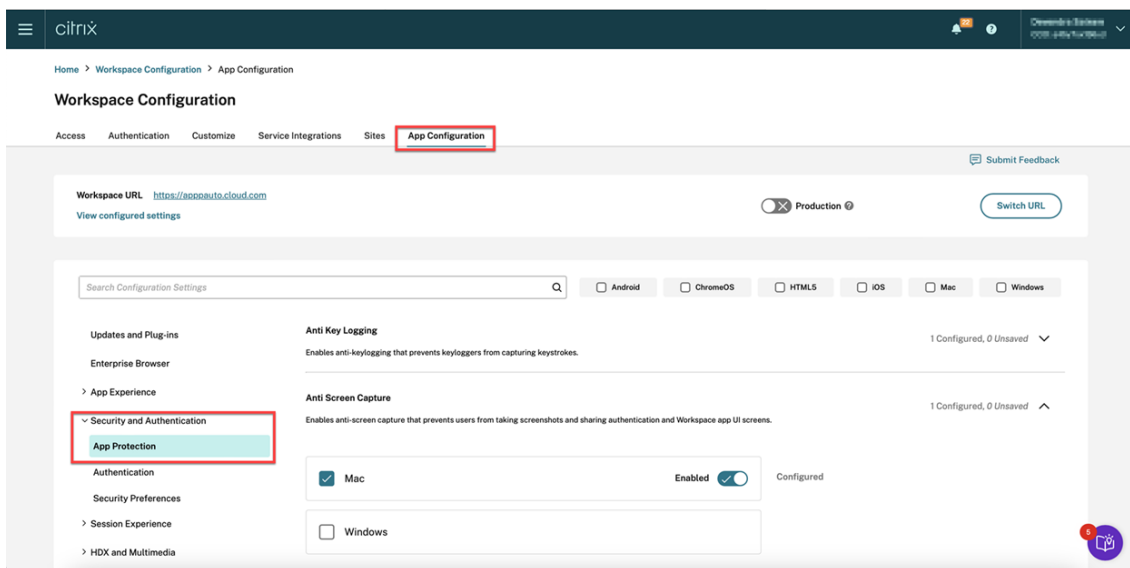 citrix
22
Home > Workspace Configuration > App Configuration
Workspace Configuration
Access Authentication Customize Service Integrations Sites App Configuration
Submit Feedback
Workspace URL https://apppauto.cloud.com
View configured settings
Production
Switch URL
Search Configuration Settings
Android ChromeOS HTML5 iOS Mac Windows
Updates and Plug-ins
Enterprise Browser
App Experience
Security and Authentication
App Protection
Authentication
Security Preferences
Session Experience
HDX and Multimedia
Anti Key Logging
1 Configured, 0 Unsaved
Enables anti-keylogging that prevents keyloggers from capturing keystrokes.
Anti Screen Capture
1 Configured, 0 Unsaved
Enables anti-screen capture that prevents users from taking screenshots and sharing authentication and Workspace app UI screens.
Mac Enabled Configured
Windows
5